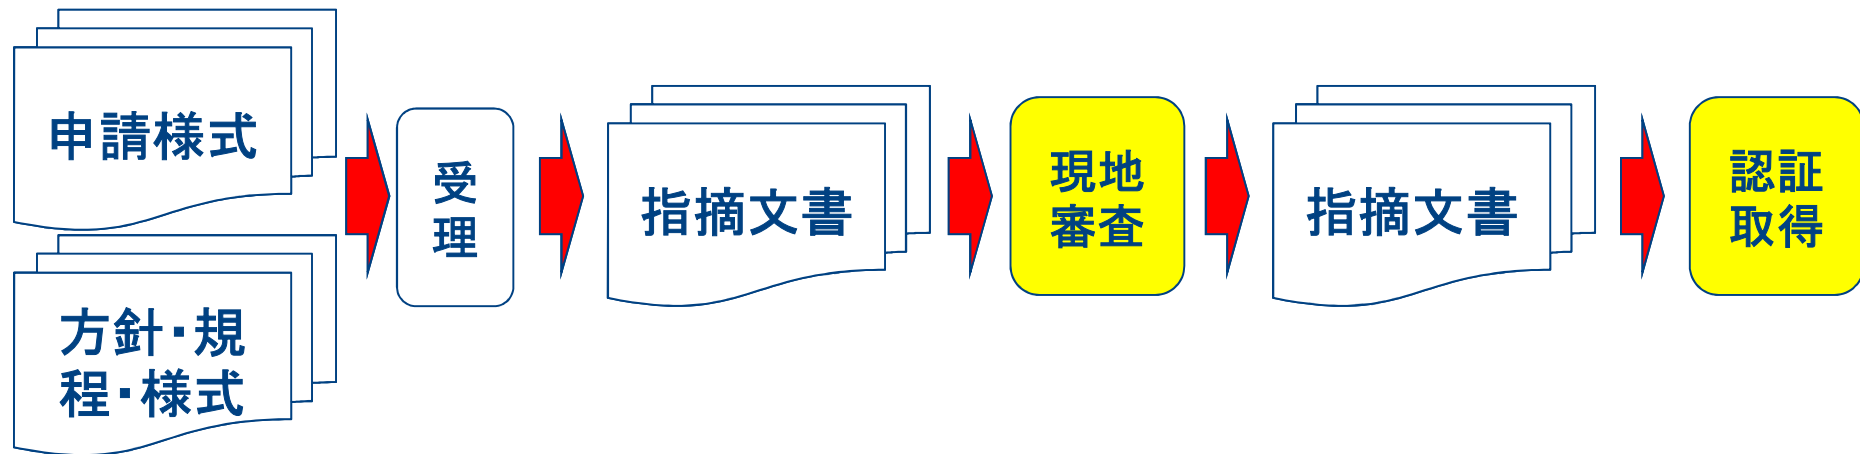 申請様式
方針・規
程・様式
受
理
指摘文書
現地
審査
指摘文書
認証
取得